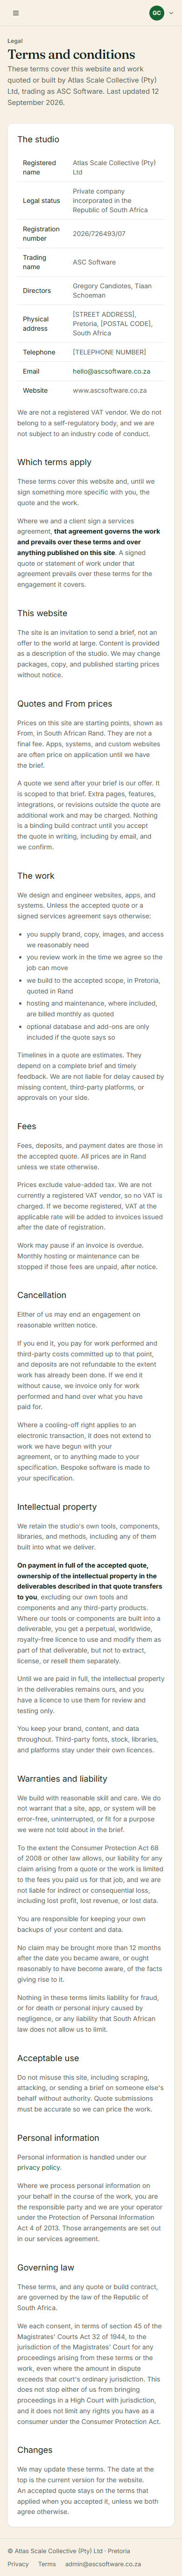 GC
Legal
Terms and conditions
These terms cover this website and work
quoted or built by Atlas Scale Collective (Pty)
Ltd, trading as ASC Software. Last updated 12
September 2026.
The studio
Registered name
Atlas Scale Collective (Pty) Ltd
Legal status
Private company incorporated in the Republic of South Africa
Registration number
2026/726493/07
Trading name
ASC Software
Directors
Gregory Candiotes, Tiaan Schoeman
Physical address
[STREET ADDRESS], Pretoria, [POSTAL CODE], South Africa
Telephone
[TELEPHONE NUMBER]
Email
hello@ascsoftware.co.za
Website
www.ascsoftware.co.za
We are not a registered VAT vendor. We do not
belong to a self-regulatory body, and we are
not subject to an industry code of conduct.
Which terms apply
These terms cover this website and, until we
sign something more specific with you, the
quote and the work.
Where we and a client sign a services
agreement, that agreement governs the work
and prevails over these terms and over
anything published on this site. A signed
quote or statement of work under that
agreement prevails over these terms for the
engagement it covers.
This website
The site is an invitation to send a brief, not an
offer to the world at large. Content is provided
as a description of the studio. We may change
packages, copy, and published starting prices
without notice.
Quotes and From prices
Prices on this site are starting points, shown as
From, in South African Rand. They are not a
final fee. Apps, systems, and custom websites
are often price on application until we have
the brief.
A quote we send after your brief is our offer. It
is scoped to that brief. Extra pages, features,
integrations, or revisions outside the quote are
additional work and may be charged. Nothing
is a binding build contract until you accept
the quote in writing, including by email, and
we confirm.
The work
We design and engineer websites, apps, and
systems. Unless the accepted quote or a
signed services agreement says otherwise:
• you supply brand, copy, images, and access
we reasonably need
• you review work in the time we agree so the
job can move
• we build to the accepted scope, in Pretoria,
quoted in Rand
• hosting and maintenance, where included,
are billed monthly as quoted
• optional database and add-ons are only
included if the quote says so
Timelines in a quote are estimates. They
depend on a complete brief and timely
feedback. We are not liable for delay caused by
missing content, third-party platforms, or
approvals on your side.
Fees
Fees, deposits, and payment dates are those in
the accepted quote. All prices are in Rand
unless we state otherwise.
Prices exclude value-added tax. We are not
currently a registered VAT vendor, so no VAT is
charged. If we become registered, VAT at the
applicable rate will be added to invoices issued
after the date of registration.
Work may pause if an invoice is overdue.
Monthly hosting or maintenance can be
stopped if those fees are unpaid, after notice.
Cancellation
Either of us may end an engagement on
reasonable written notice.
If you end it, you pay for work performed and
third-party costs committed up to that point,
and deposits are not refundable to the extent
work has already been done. If we end it
without cause, we invoice only for work
performed and hand over what you have
paid for.
Where a cooling-off right applies to an
electronic transaction, it does not extend to
work we have begun with your
agreement, or to anything made to your
specification. Bespoke software is made to
your specification.
Intellectual property
We retain the studio's own tools, components,
libraries, and methods, including any of them
built into what we deliver.
On payment in full of the accepted quote,
ownership of the intellectual property in the
deliverables described in that quote transfers
to you, excluding our own tools and
components and any third-party products.
Where our tools or components are built into a
deliverable, you get a perpetual, worldwide,
royalty-free licence to use and modify them as
part of that deliverable, but not to extract,
license, or resell them separately.
Until we are paid in full, the intellectual property
in the deliverables remains ours, and you
have a licence to use them for review and
testing only.
You keep your brand, content, and data
throughout. Third-party fonts, stock, libraries,
and platforms stay under their own licences.
Warranties and liability
We build with reasonable skill and care. We do
not warrant that a site, app, or system will be
error-free, uninterrupted, or fit for a purpose
we were not told about in the brief.
To the extent the Consumer Protection Act 68
of 2008 or other law allows, our liability for any
claim arising from a quote or the work is limited
to the fees you paid us for that job, and we are
not liable for indirect or consequential loss,
including lost profit, lost revenue, or lost data.
You are responsible for keeping your own
backups of your content and data.
No claim may be brought more than 12 months
after the date you became aware, or ought
reasonably to have become aware, of the facts
giving rise to it.
Nothing in these terms limits liability for fraud,
or for death or personal injury caused by
negligence, or any liability that South African
law does not allow us to limit.
Acceptable use
Do not misuse this site, including scraping,
attacking, or sending a brief on someone else's
behalf without authority. Quote submissions
must be accurate so we can price the work.
Personal information
Personal information is handled under our
privacy policy.
Where we process personal information on
your behalf in the course of the work, you are
the responsible party and we are your operator
under the Protection of Personal Information
Act 4 of 2013. Those arrangements are set out
in our services agreement.
Governing law
These terms, and any quote or build contract,
are governed by the law of the Republic of
South Africa.
We each consent, in terms of section 45 of the
Magistrates' Courts Act 32 of 1944, to the
jurisdiction of the Magistrates' Court for any
proceedings arising from these terms or the
work, even where the amount in dispute
exceeds that court's ordinary jurisdiction. This
does not stop either of us from bringing
proceedings in a High Court with jurisdiction,
and it does not limit any rights you have as a
consumer under the Consumer Protection Act.
Changes
We may update these terms. The date at the
top is the current version for the website.
An accepted quote stays on the terms that
applied when you accepted it, unless we both
agree otherwise.
© Atlas Scale Collective (Pty) Ltd · Pretoria
Privacy Terms admin@ascsoftware.co.za